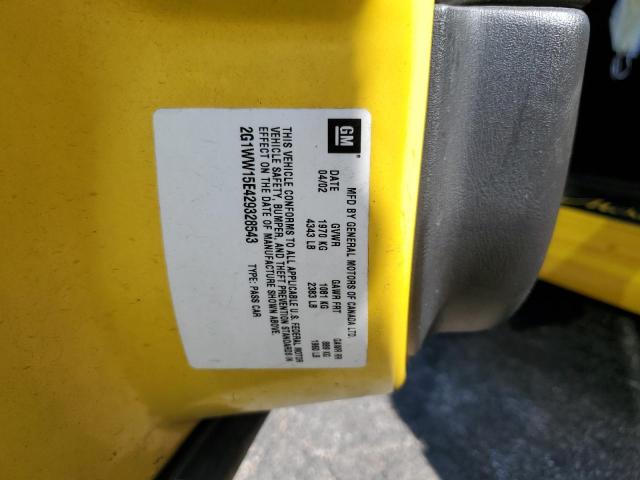 GM
MFD BY GENERAL MOTORS OF CANADA LTD.
DATE GVWR GAWR FRT GAWR RR
04/02 1970 KG 1081 KG 889 KG
4343 LB 2383 LB 1960 LB
THIS VEHICLE CONFORMS TO ALL APPLICABLE U.S. FEDERAL MOTOR
VEHICLE SAFETY, BUMPER, AND THEFT PREVENTION STANDARDS IN
EFFECT ON THE DATE OF MANUFACTURE SHOWN ABOVE.
2G1WW15E429328543 TYPE: PASS CAR